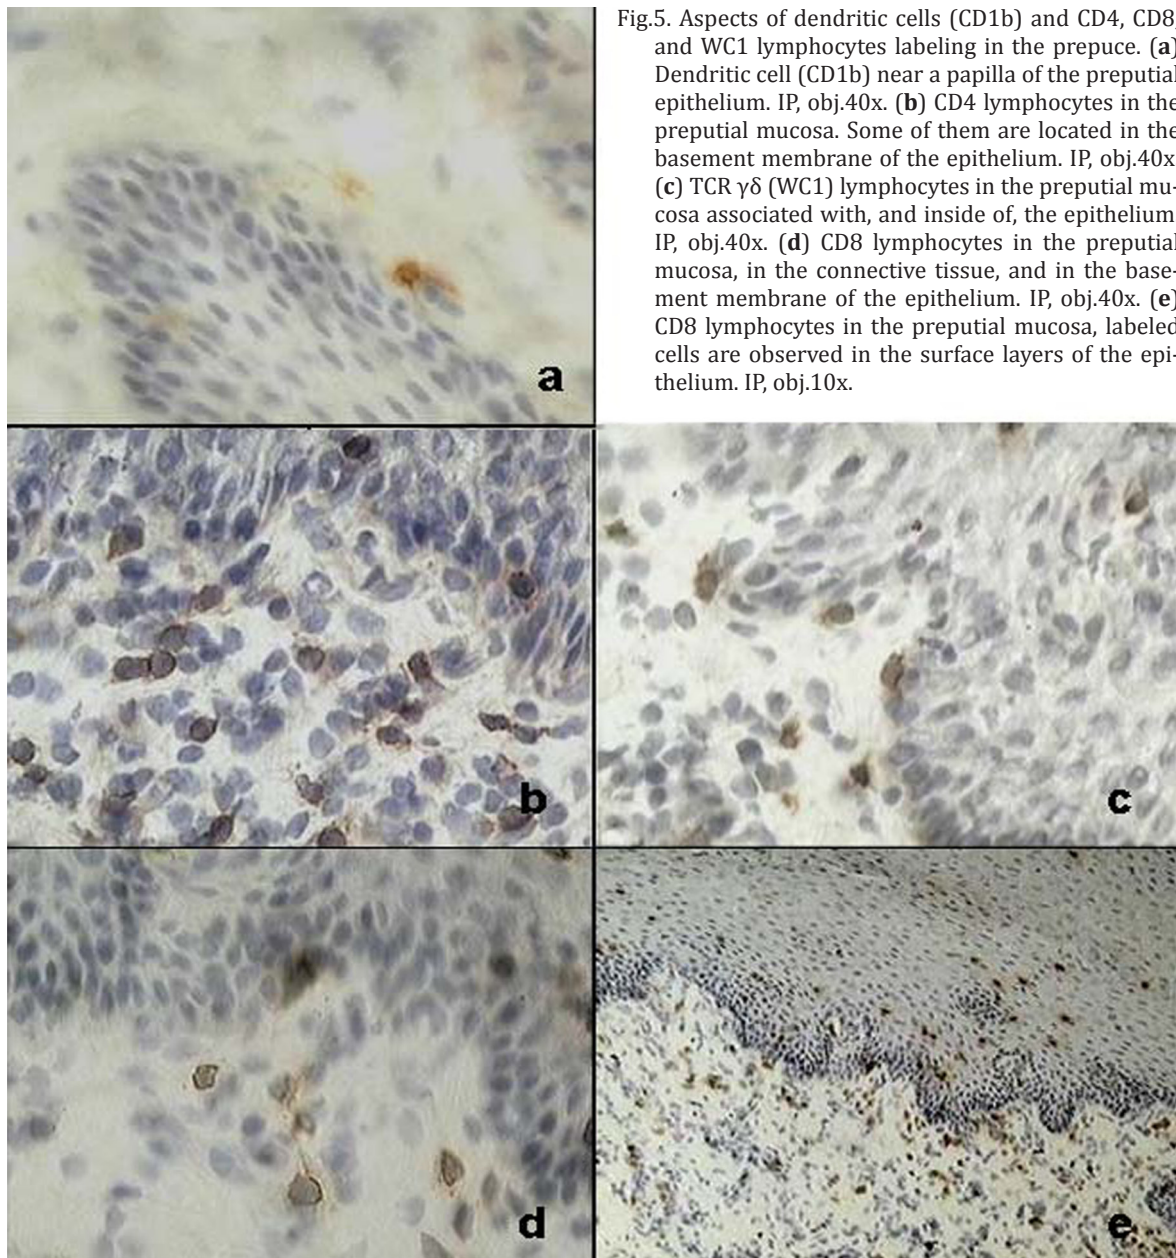 Fig.5. Aspects of dendritic cells (CD1b) and CD4, CD8,
and WC1 lymphocytes labeling in the prepuce. (a)
Dendritic cell (CD1b) near a papilla of the preputial
epithelium. IP, obj.40x. (b) CD4 lymphocytes in the
preputial mucosa. Some of them are located in the
basement membrane of the epithelium. IP, obj.40x
(c) TCR γδ (WC1) lymphocytes in the preputial mu-
cosa associated with, and inside of, the epithelium
IP, obj.40x. (d) CD8 lymphocytes in the preputial
mucosa, in the connective tissue, and in the base-
ment membrane of the epithelium. IP, obj.40x. (e)
CD8 lymphocytes in the preputial mucosa, labeled
cells are observed in the surface layers of the epi-
thelium. IP, obj.10x.
a
b
c
d
e